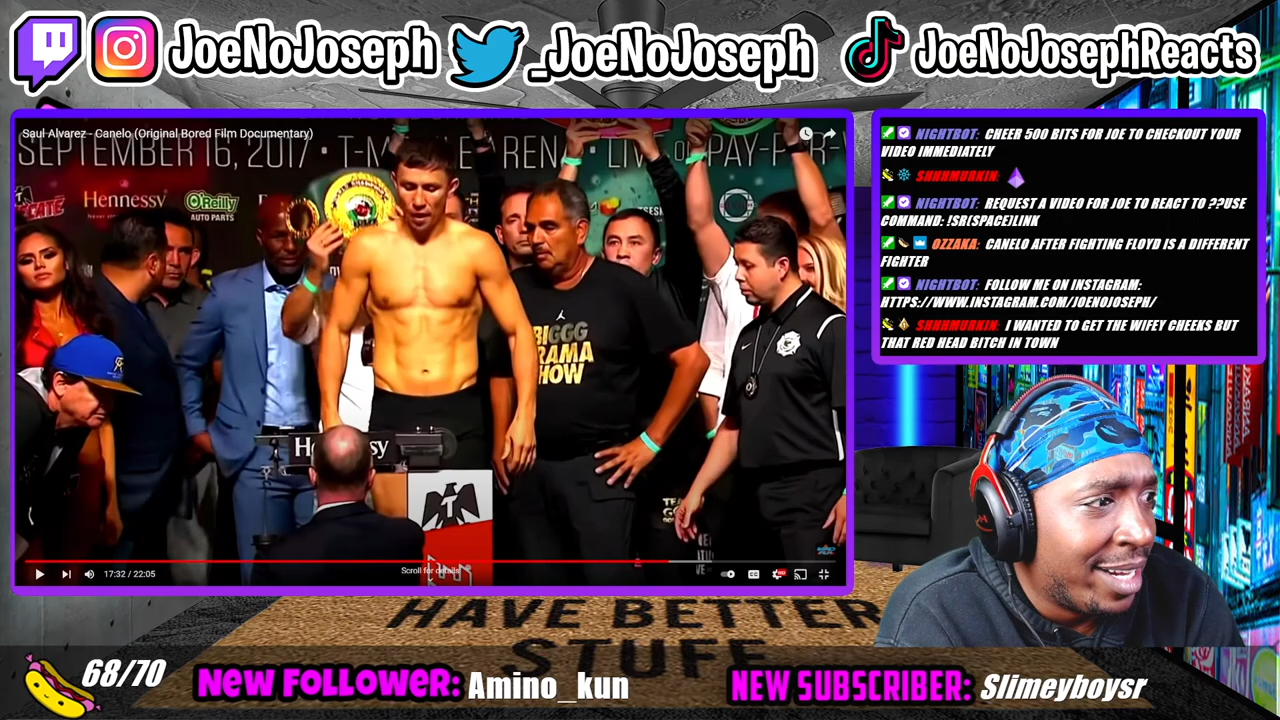 JoeNoJoseph
_JoeNoJoseph
JoeNoJosephReacts
Saul Alvarez - Canelo (Original Bored Film Documentary)
SEPTEMBER 16, 2017 • T-M
E ARENA • LIVE on PAY-PER-V
Hennessy
O'Reilly
AUTO PARTS
BIGGG
DRAMA
SHOW
Hennessy
T
Scroll for details
17:32 / 22:05
CC
HD
NIGHTBOT: CHEER 500 BITS FOR JOE TO CHECKOUT YOUR
VIDEO IMMEDIATELY
SHHHMURKIN:
NIGHTBOT: REQUEST A VIDEO FOR JOE TO REACT TO ??USE
COMMAND: !SR(SPACE)LINK
OZZAKA: CANELO AFTER FIGHTING FLOYD IS A DIFFERENT
FIGHTER
NIGHTBOT: FOLLOW ME ON INSTAGRAM:
HTTPS://WWW.INSTAGRAM.COM/JOENOJOSEPH/
SHHHMURKIN: I WANTED TO GET THE WIFEY CHEEKS BUT
THAT RED HEAD BITCH IN TOWN
HAVE BETTER
STUFF
68/70
NEW FOLLOWER: Amino_kun
NEW SUBSCRIBER: Slimeyboysr